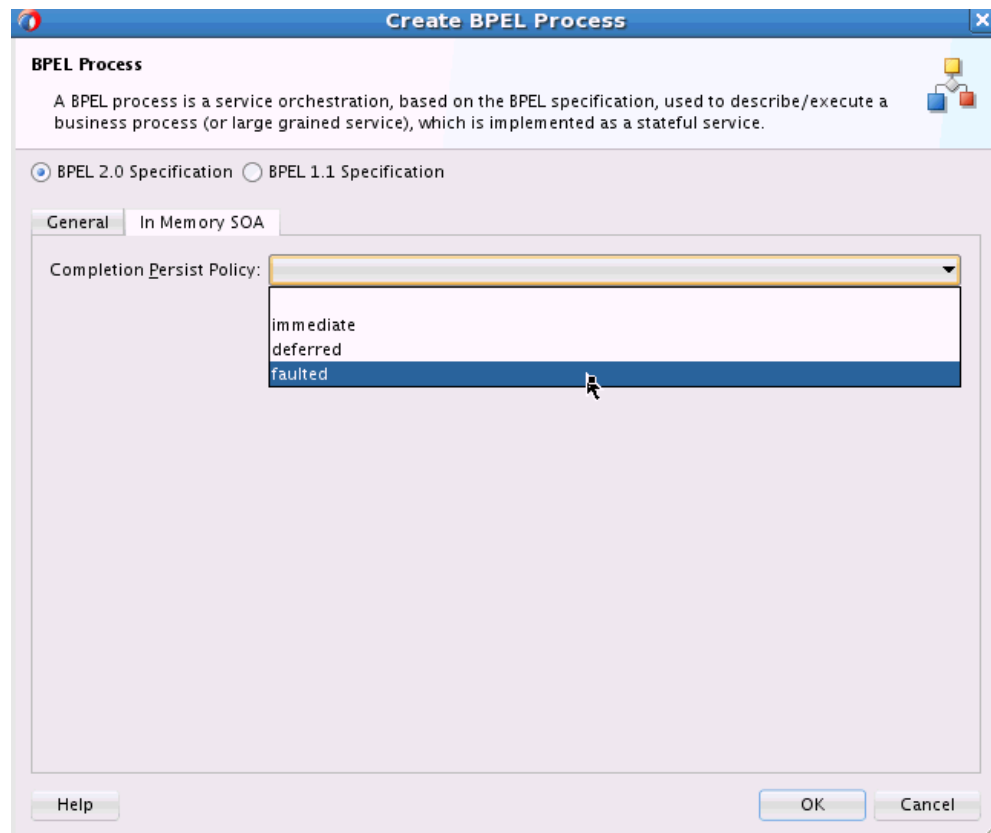 Create BPEL Process
BPEL Process
A BPEL process is a service orchestration, based on the BPEL specification, used to describe/execute a
business process (or large grained service), which is implemented as a stateful service.
BPEL 2.0 Specification BPEL 1.1 Specification
General In Memory SOA
Completion Persist Policy:
immediate
deferred
faulted
Help OK Cancel